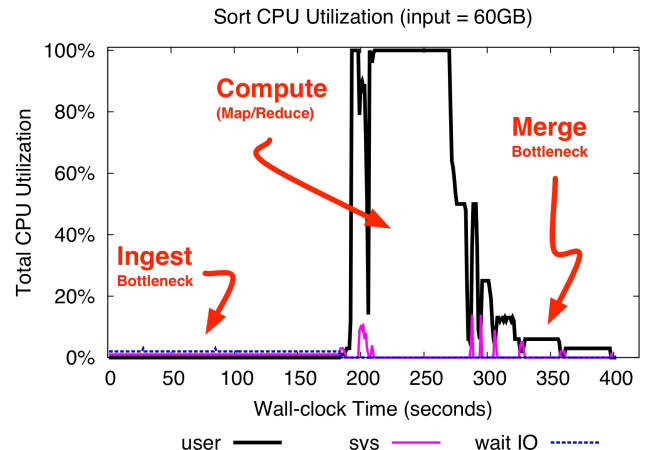 Sort CPU Utilization (input = 60GB)
Total CPU Utilization
100%
80%
60%
40%
20%
0%
Compute
(Map/Reduce)
Merge
Bottleneck
Ingest
Bottleneck
0 50 100 150 200 250 300 350 400
Wall-clock Time (seconds)
user sys wait IO